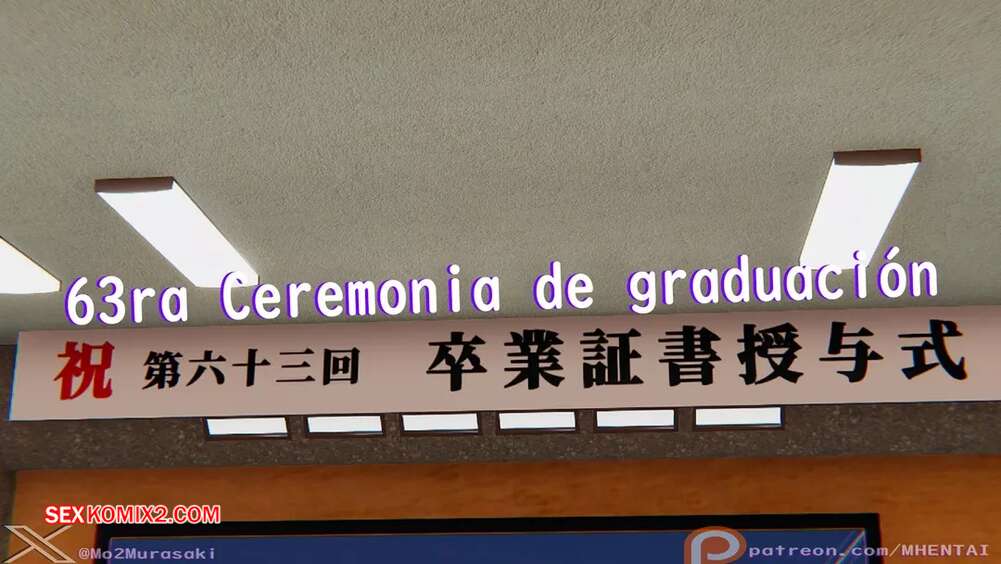 63ra Ceremonia de graduación
祝 第六十三回 卒業証書授与式
SEXKOMIX2.COM
@Mo2Murasaki
patreon.com/MHENTAI